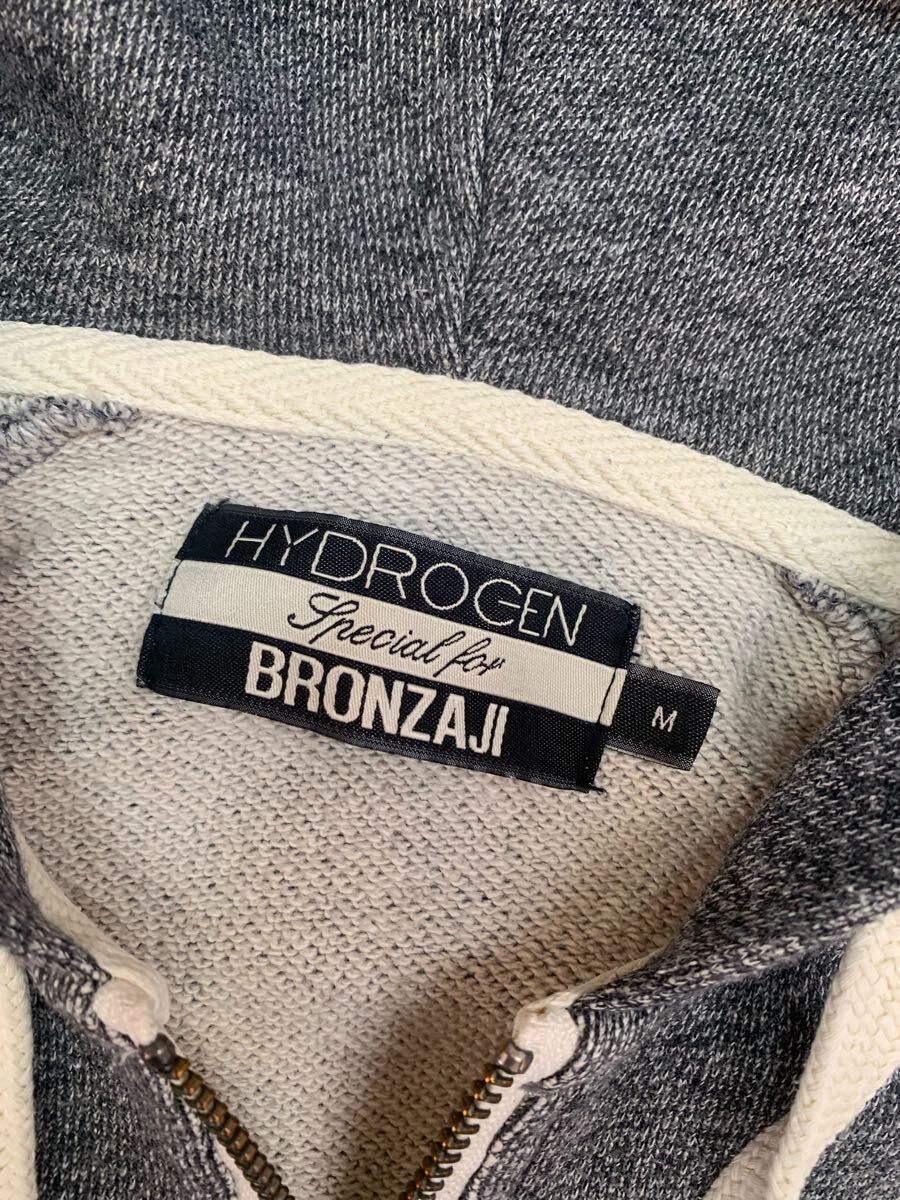 HYDROGEN
Special for
BRONZAJI
M